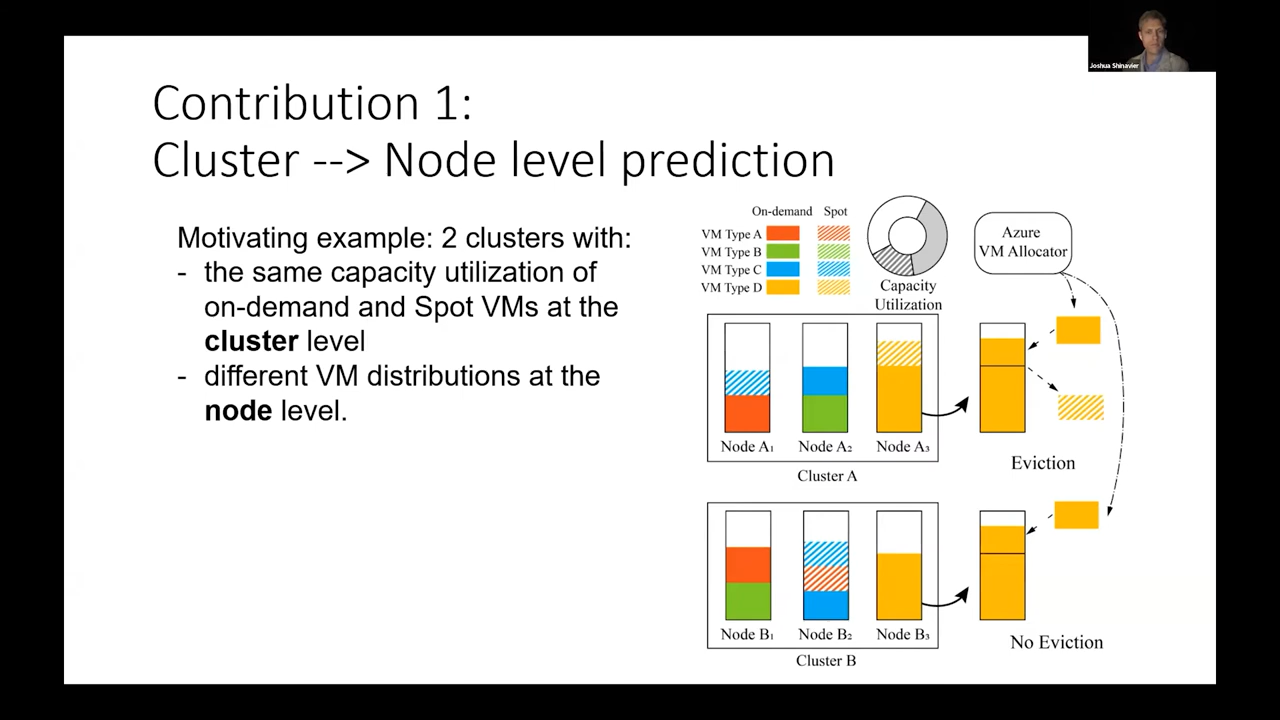 Joshua Shinavier
Contribution 1:
Cluster --> Node level prediction
Motivating example: 2 clusters with:
- the same capacity utilization of
on-demand and Spot VMs at the
cluster level
- different VM distributions at the
node level.
On-demand Spot
VM Type A
VM Type B
VM Type C
VM Type D
Capacity
Utilization
Azure
VM Allocator
Node A₁ Node A₂ Node A₃
Cluster A
Eviction
Node B₁ Node B₂ Node B₃
Cluster B
No Eviction